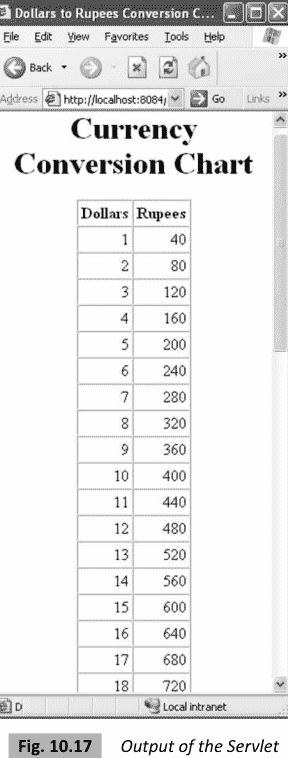 Dollars to Rupees Conversion C...
File Edit View Favorites Tools Help
Back
Address http://localhost:8084/ Go Links
Currency
Conversion Chart
Dollars Rupees
1 40
2 80
3 120
4 160
5 200
6 240
7 280
8 320
9 360
10 400
11 440
12 480
13 520
14 560
15 600
16 640
17 680
18 720
D Local intranet
Fig. 10.17 Output of the Servlet